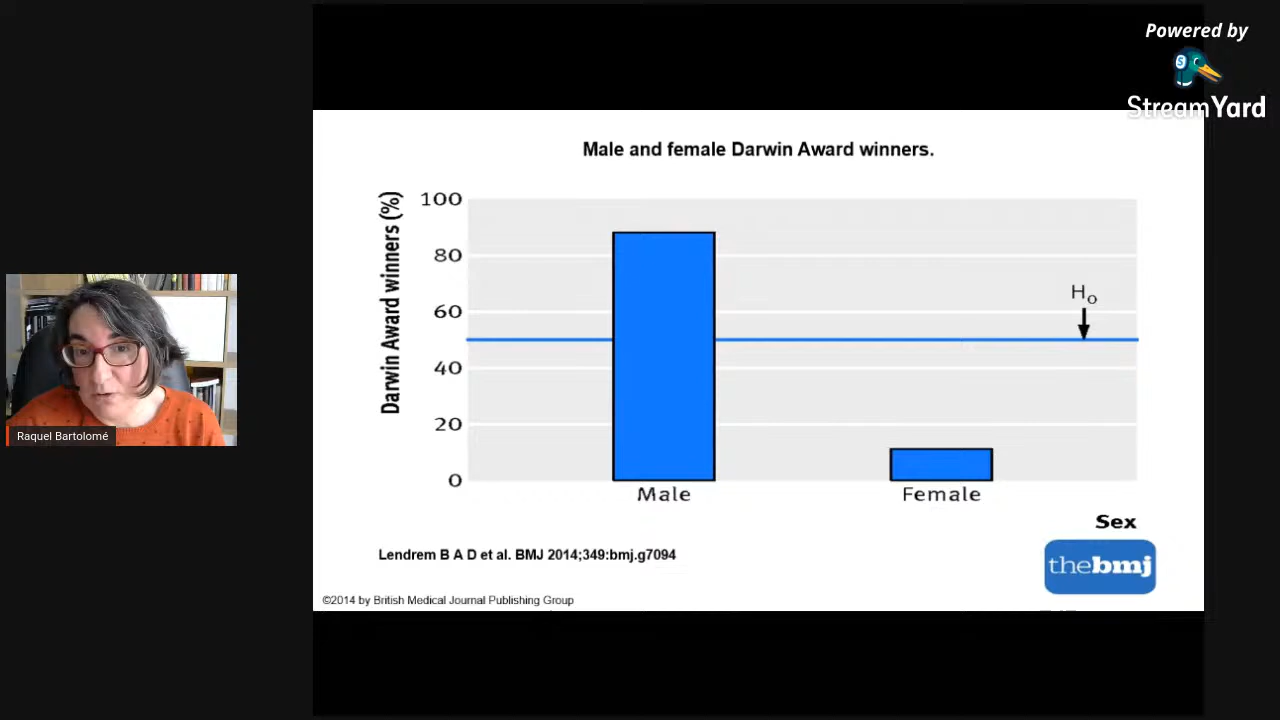 Powered by
StreamYard
Male and female Darwin Award winners.
Darwin Award winners (%)
100
80
60
40
20
0
H₀
Male
Female
Sex
Lendrem B A D et al. BMJ 2014;349:bmj.g7094
thebmj
©2014 by British Medical Journal Publishing Group
Raquel Bartolomé